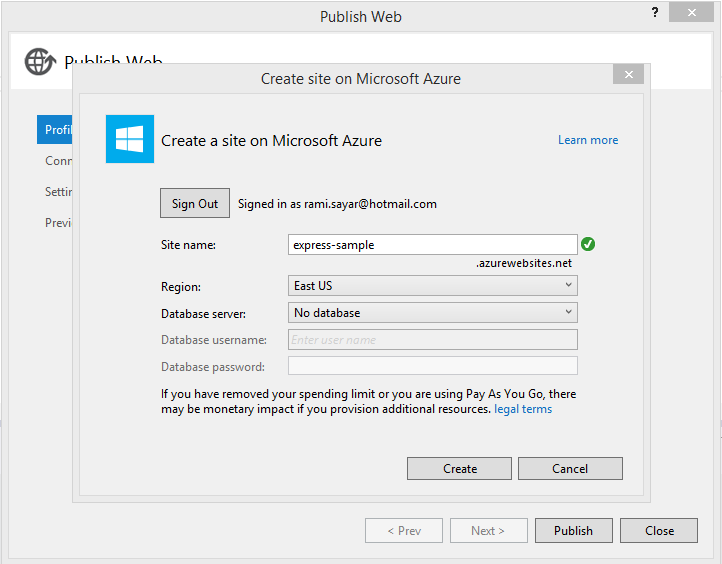 Publish Web
?
Publish Web
Create site on Microsoft Azure
Profil
Create a site on Microsoft Azure
Learn more
Conn
Settin
Previ
Sign Out
Signed in as rami.sayar@hotmail.com
Site name:
express-sample
.azurewebsites.net
Region:
East US
Database server:
No database
Database username:
Enter user name
Database password:
If you have removed your spending limit or you are using Pay As You Go, there
may be monetary impact if you provision additional resources. legal terms
Create
Cancel
< Prev
Next >
Publish
Close